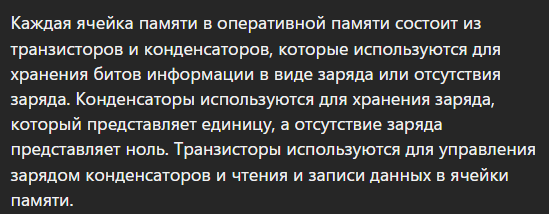 Каждая ячейка памяти в оперативной памяти состоит из
транзисторов и конденсаторов, которые используются для
хранения битов информации в виде заряда или отсутствия
заряда. Конденсаторы используются для хранения заряда,
который представляет единицу, а отсутствие заряда
представляет ноль. Транзисторы используются для управления
зарядом конденсаторов и чтения и записи данных в ячейки
памяти.